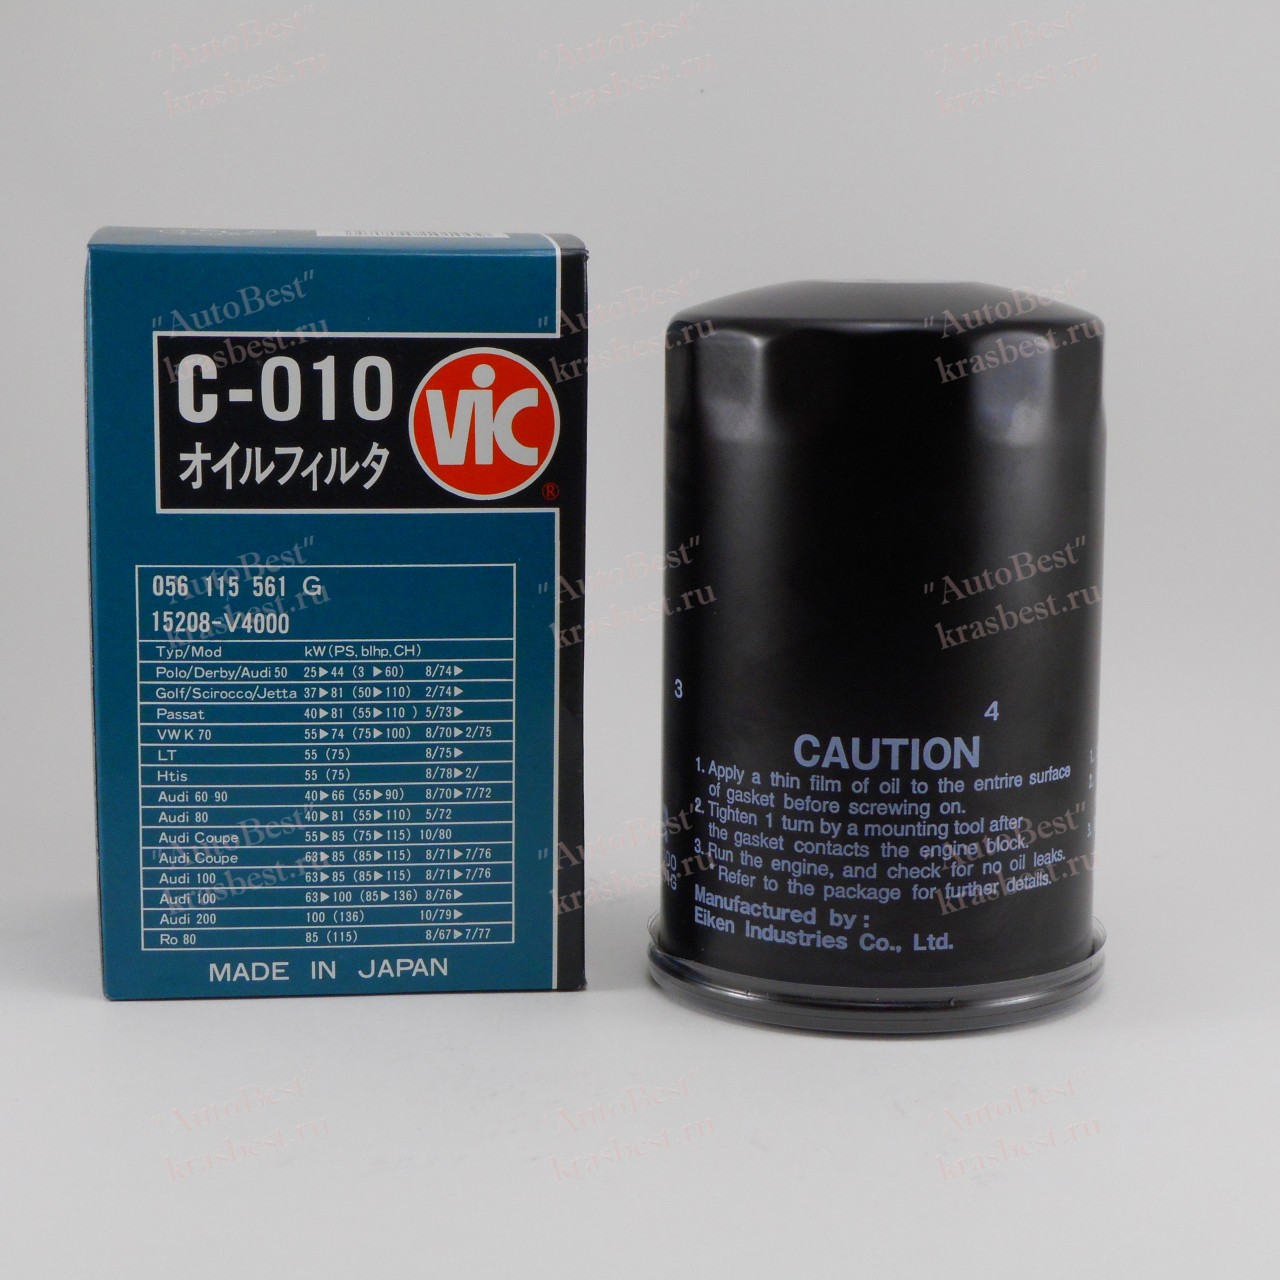 C-010
ViC
®
オイルフィルタ
056 115 561 G
15208-V4000
Typ/Mod kW(PS, blhp, CH)
Polo/Derby/Audi 50 25▶44 (3 ▶60) 8/74▶
Golf/Scirocco/Jetta 37▶81 (50▶110) 2/74▶
Passat 40▶81 (55▶110 ) 5/73▶
VW K 70 55▶74 (75▶100) 8/70▶2/75
LT 55 (75) 8/75▶
Htis 55 (75) 8/78▶2/
Audi 60 90 40▶66 (55▶90) 8/70▶7/72
Audi 80 40▶81 (55▶110) 5/72
Audi Coupe 55▶85 (75▶115) 10/80
Audi Coupe 63▶85 (85▶115) 8/71▶7/76
Audi 100 63▶85 (85▶115) 8/71▶7/76
Audi 100 63▶100 (85▶136) 8/76▶
Audi 200 100 (136) 10/79▶
Ro 80 85 (115) 8/67▶7/77
MADE IN JAPAN
3
4
CAUTION
1. Apply a thin film of oil to the entrire surface
of gasket before screwing on.
2. Tighten 1 turn by a mounting tool after
the gasket contacts the engine block.
3. Run the engine, and check for no oil leaks.
*Refer to the package for further details.
Manufactured by :
Eiken Industries Co., Ltd.
"AutoBest"
krasbest.ru